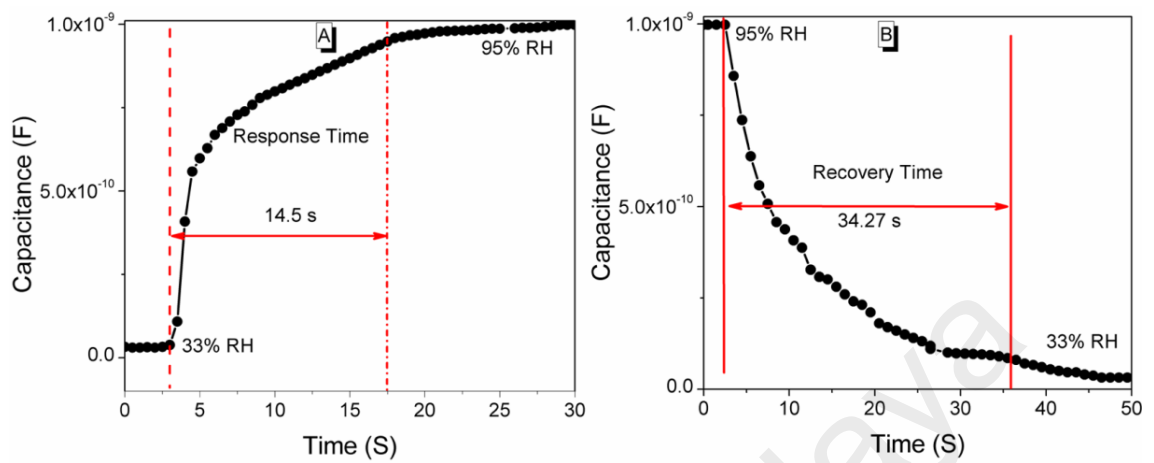 A
1.0x10⁻⁹
5.0x10⁻¹⁰
0.0
Capacitance (F)
95% RH
Response Time
14.5 s
33% RH
0 5 10 15 20 25 30
Time (S)
B
1.0x10⁻⁹
5.0x10⁻¹⁰
0.0
Capacitance (F)
95% RH
Recovery Time
34.27 s
33% RH
0 10 20 30 40 50
Time (S)
aya